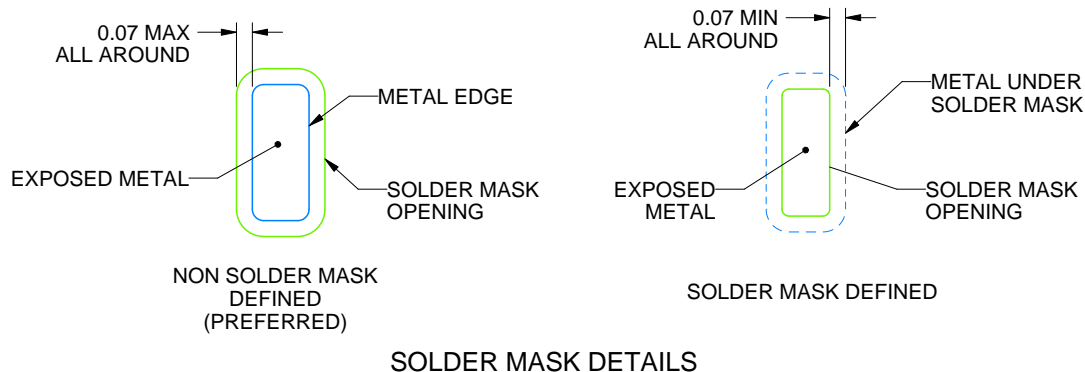 0.07 MAX
ALL AROUND
METAL EDGE
EXPOSED METAL
SOLDER MASK
OPENING
NON SOLDER MASK
DEFINED
(PREFERRED)
0.07 MIN
ALL AROUND
METAL UNDER
SOLDER MASK
EXPOSED
METAL
SOLDER MASK
OPENING
SOLDER MASK DEFINED
SOLDER MASK DETAILS